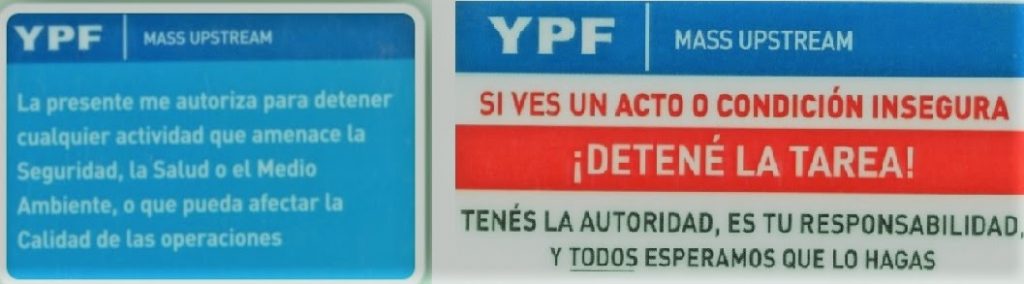 YPF MASS UPSTREAM
La presente me autoriza para detener
cualquier actividad que amenace la
Seguridad, la Salud o el Medio
Ambiente, o que pueda afectar la
Calidad de las operaciones
YPF MASS UPSTREAM
SI VES UN ACTO O CONDICIÓN INSEGURA
¡DETENÉ LA TAREA!
TENÉS LA AUTORIDAD, ES TU RESPONSABILIDAD,
Y TODOS ESPERAMOS QUE LO HAGAS